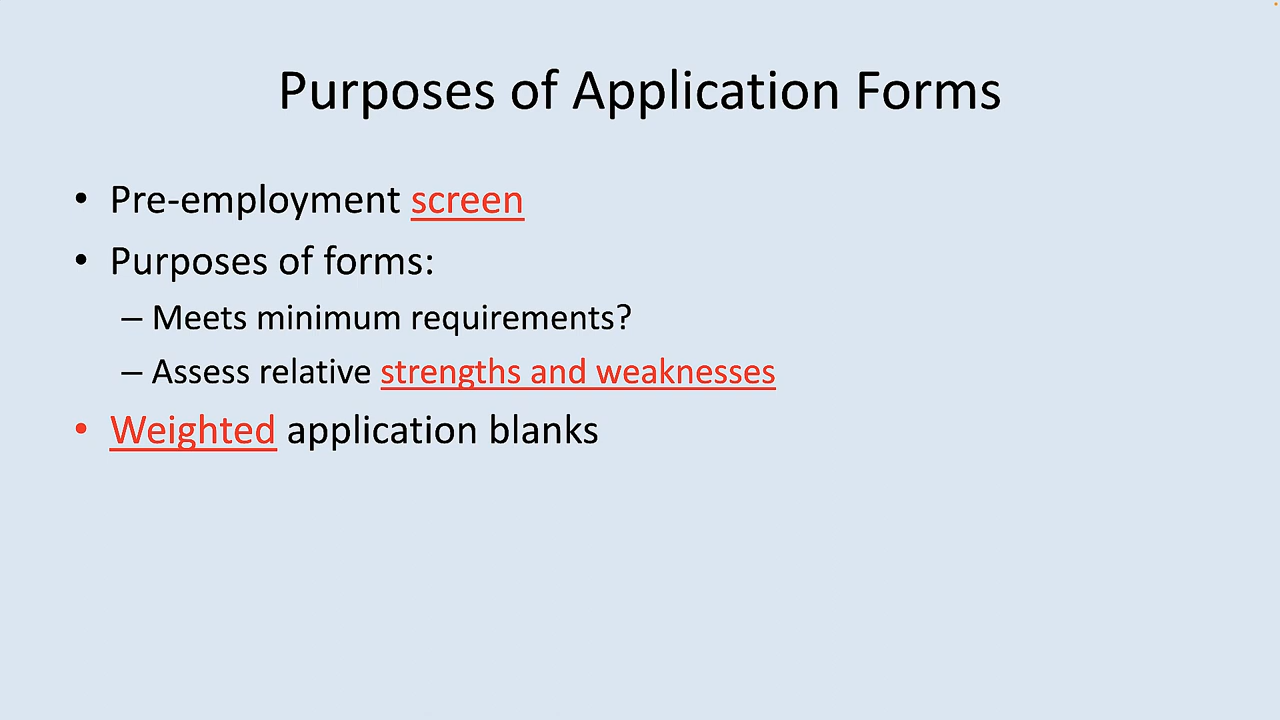 Purposes of Application Forms
• Pre-employment screen
• Purposes of forms:
– Meets minimum requirements?
– Assess relative strengths and weaknesses
• Weighted application blanks